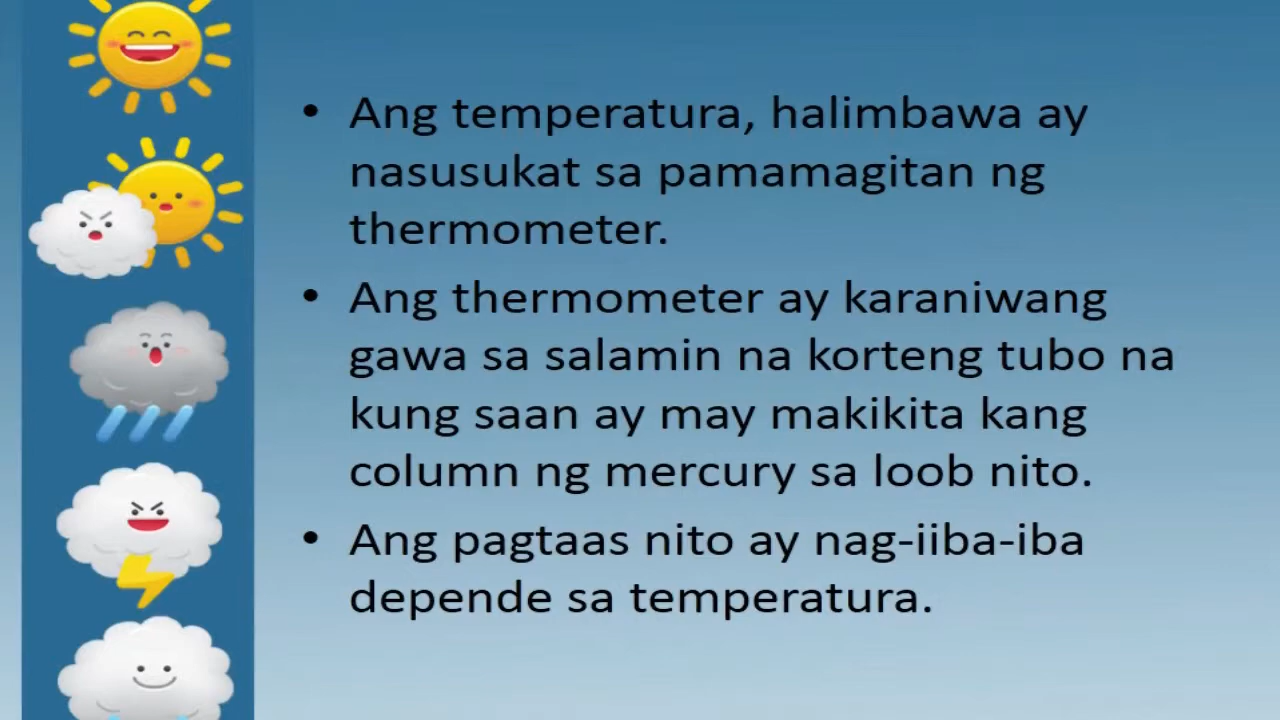 • Ang temperatura, halimbawa ay
nasusukat sa pamamagitan ng
thermometer.
• Ang thermometer ay karaniwang
gawa sa salamin na korteng tubo na
kung saan ay may makikita kang
column ng mercury sa loob nito.
• Ang pagtaas nito ay nag-iiba-iba
depende sa temperatura.